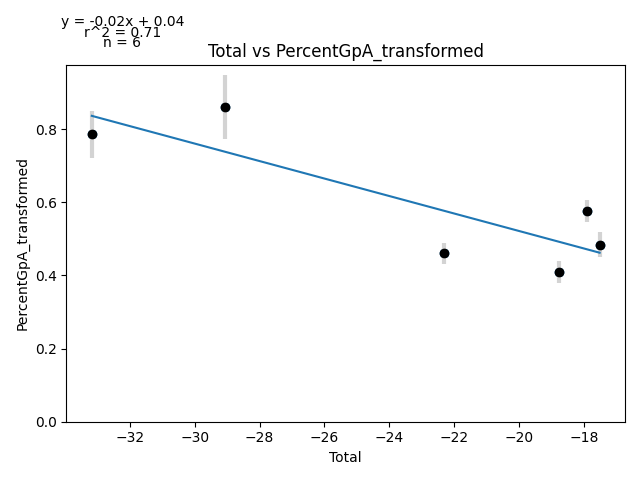 y = -0.02x + 0.04
r^2 = 0.71
n = 6
Total vs PercentGpA_transformed
PercentGpA_transformed
0.8
0.6
0.4
0.2
0.0
−32
−30
−28
−26
−24
−22
−20
−18
Total